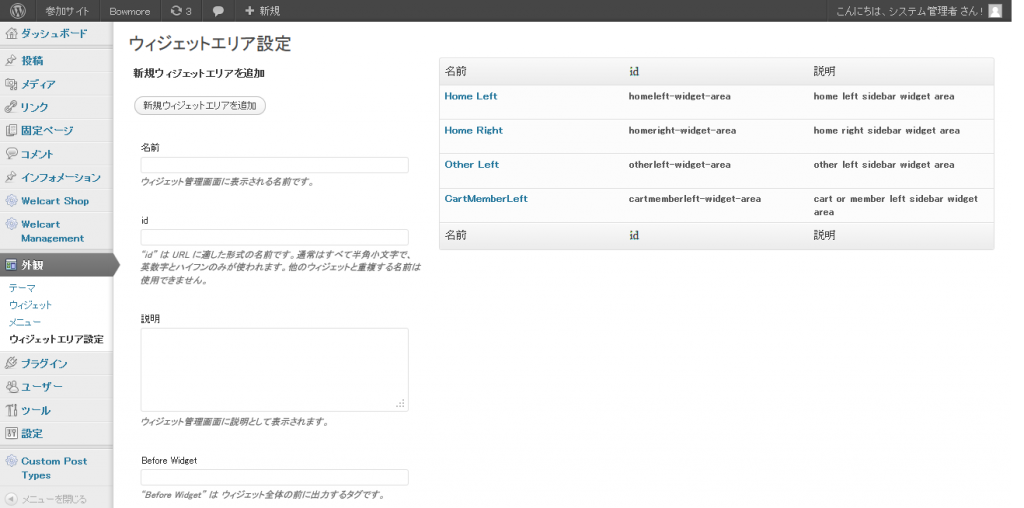 参加サイト Bowmore 3 + 新規 こんにちは、システム管理者 さん !
ダッシュボード
投稿
メディア
リンク
固定ページ
コメント
インフォメーション
Welcart Shop
Welcart
Management
外観
テーマ
ウィジェット
メニュー
ウィジェットエリア設定
プラグイン
ユーザー
ツール
設定
Custom Post
Types
メニューを閉じる
ウィジェットエリア設定
新規ウィジェットエリアを追加
新規ウィジェットエリアを追加
名前
ウィジェット管理画面に表示される名前です。
id
“id” は URL に適した形式の名前です。通常はすべて半角小文字で、
英数字とハイフンのみが使われます。他のウィジェットと重複する名前は
使用できません。
説明
ウィジェット管理画面に説明として表示されます。
Before Widget
“Before Widget” は ウィジェット全体の前に出力するタグです。
名前 id 説明
Home Left homeleft-widget-area home left sidebar widget area
Home Right homeright-widget-area home right sidebar widget area
Other Left otherleft-widget-area other left sidebar widget area
CartMemberLeft cartmemberleft-widget-area cart or member left sidebar widget
area
名前 id 説明